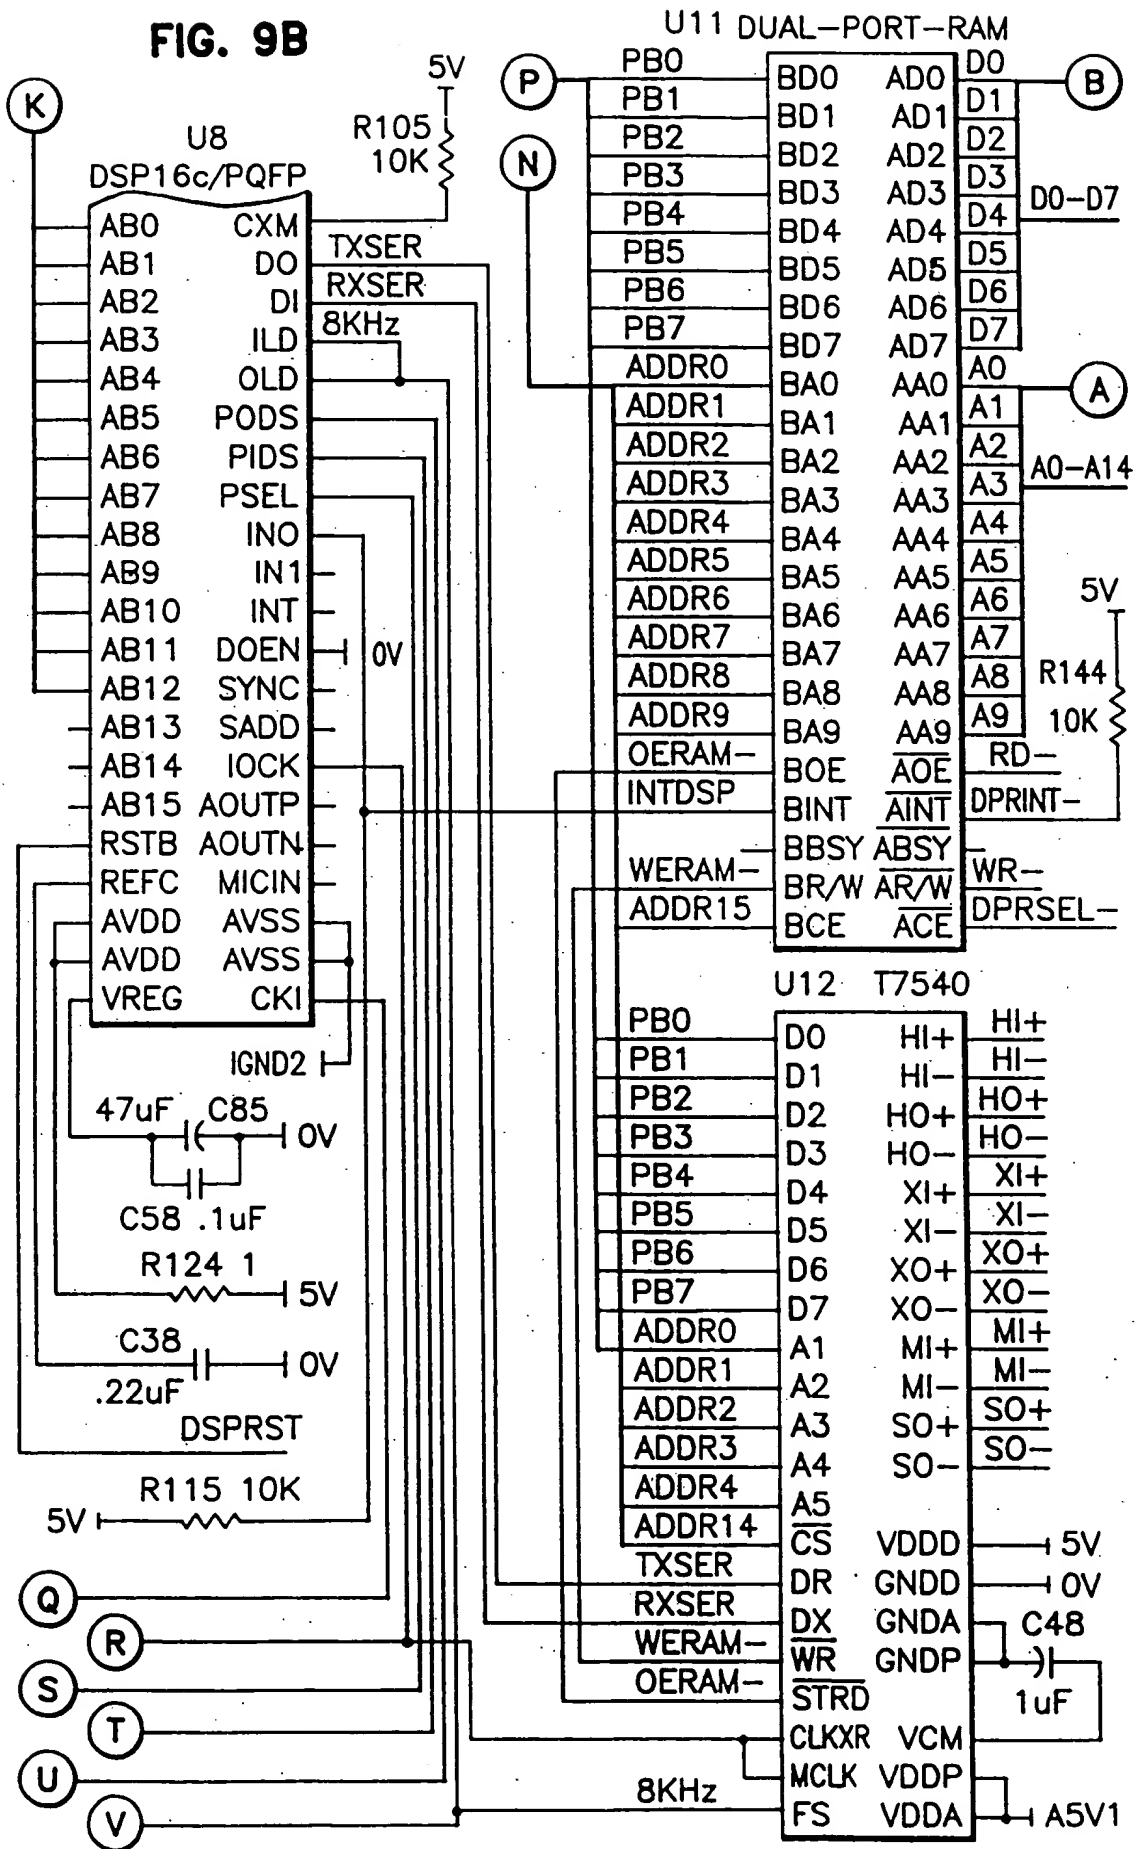 FIG. 9B
K
U8
DSP16c/PQFP
5V
R105
10K
AB0 CXM
AB1 DO TXSER
AB2 DI RXSER
AB3 ILD 8KHz
AB4 OLD
AB5 PODS
AB6 PIDS
AB7 PSEL
AB8 INO
AB9 IN1
AB10 INT
AB11 DOEN 0V
AB12 SYNC
AB13 SADD
AB14 IOCK
AB15 AOUTP
RSTB AOUTN
REFC MICIN
AVDD AVSS
AVDD AVSS
VREG CKI
IGND2
47uF C85 0V
C58 .1uF
R124 1
5V
C38
0V
.22uF
DSPRST
R115 10K
5V
Q
R
S
T
U
V
U11 DUAL-PORT-RAM
P
N
B
A
PB0 BD0 AD0 D0
PB1 BD1 AD1 D1
PB2 BD2 AD2 D2
PB3 BD3 AD3 D3
D0-D7
PB4 BD4 AD4 D4
PB5 BD5 AD5 D5
PB6 BD6 AD6 D6
PB7 BD7 AD7 D7
ADDR0 BA0 AA0 A0
ADDR1 BA1 AA1 A1
ADDR2 BA2 AA2 A2
A0-A14
ADDR3 BA3 AA3 A3
ADDR4 BA4 AA4 A4
ADDR5 BA5 AA5 A5
ADDR6 BA6 AA6 A6
ADDR7 BA7 AA7 A7
ADDR8 BA8 AA8 A8
ADDR9 BA9 AA9 A9
5V
R144
10K
OERAM- BOE AOE RD-
INTDSP BINT AINT DPRINT-
BBSY ABSY
WERAM- BR/W AR/W WR-
ADDR15 BCE ACE DPRSEL-
U12 T7540
PB0 D0 HI+ HI+
PB1 D1 HI- HI-
PB2 D2 HO+ HO+
PB3 D3 HO- HO-
PB4 D4 XI+ XI+
PB5 D5 XI- XI-
PB6 D6 XO+ XO+
PB7 D7 XO- XO-
ADDR0 A1 MI+ MI+
ADDR1 A2 MI- MI-
ADDR2 A3 SO+ SO+
ADDR3 A4 SO- SO-
ADDR4 A5
ADDR14 CS VDDD 5V
TXSER DR GNDD 0V
RXSER DX GNDA C48
WERAM- WR GNDP
OERAM- STRD 1uF
CLKXR VCM
MCLK VDDP
8KHz FS VDDA A5V1